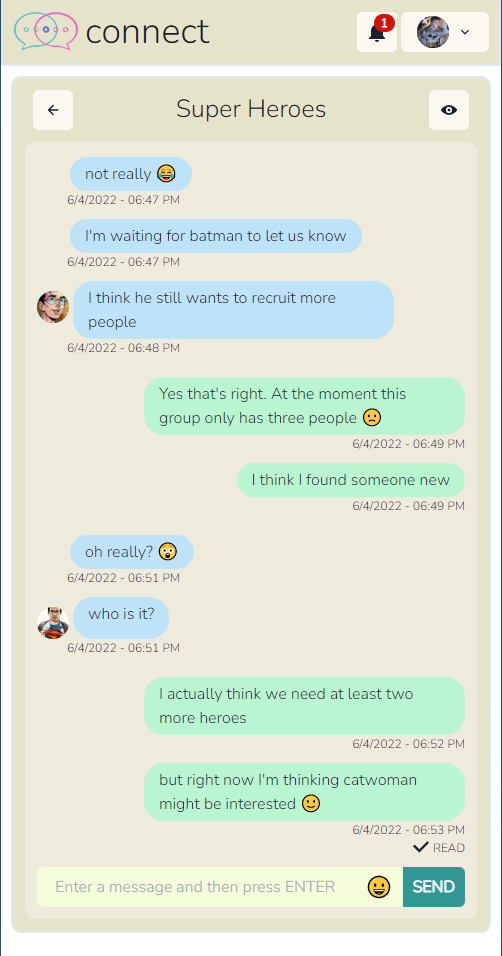 connect
1
Super Heroes
not really 😂
6/4/2022 - 06:47 PM
I'm waiting for batman to let us know
6/4/2022 - 06:47 PM
I think he still wants to recruit more
people
6/4/2022 - 06:48 PM
Yes that's right. At the moment this
group only has three people 🙁
6/4/2022 - 06:49 PM
I think I found someone new
6/4/2022 - 06:49 PM
oh really? 😲
6/4/2022 - 06:51 PM
who is it?
6/4/2022 - 06:51 PM
I actually think we need at least two
more heroes
6/4/2022 - 06:52 PM
but right now I'm thinking catwoman
might be interested 🙂
6/4/2022 - 06:53 PM
READ
Enter a message and then press ENTER
SEND